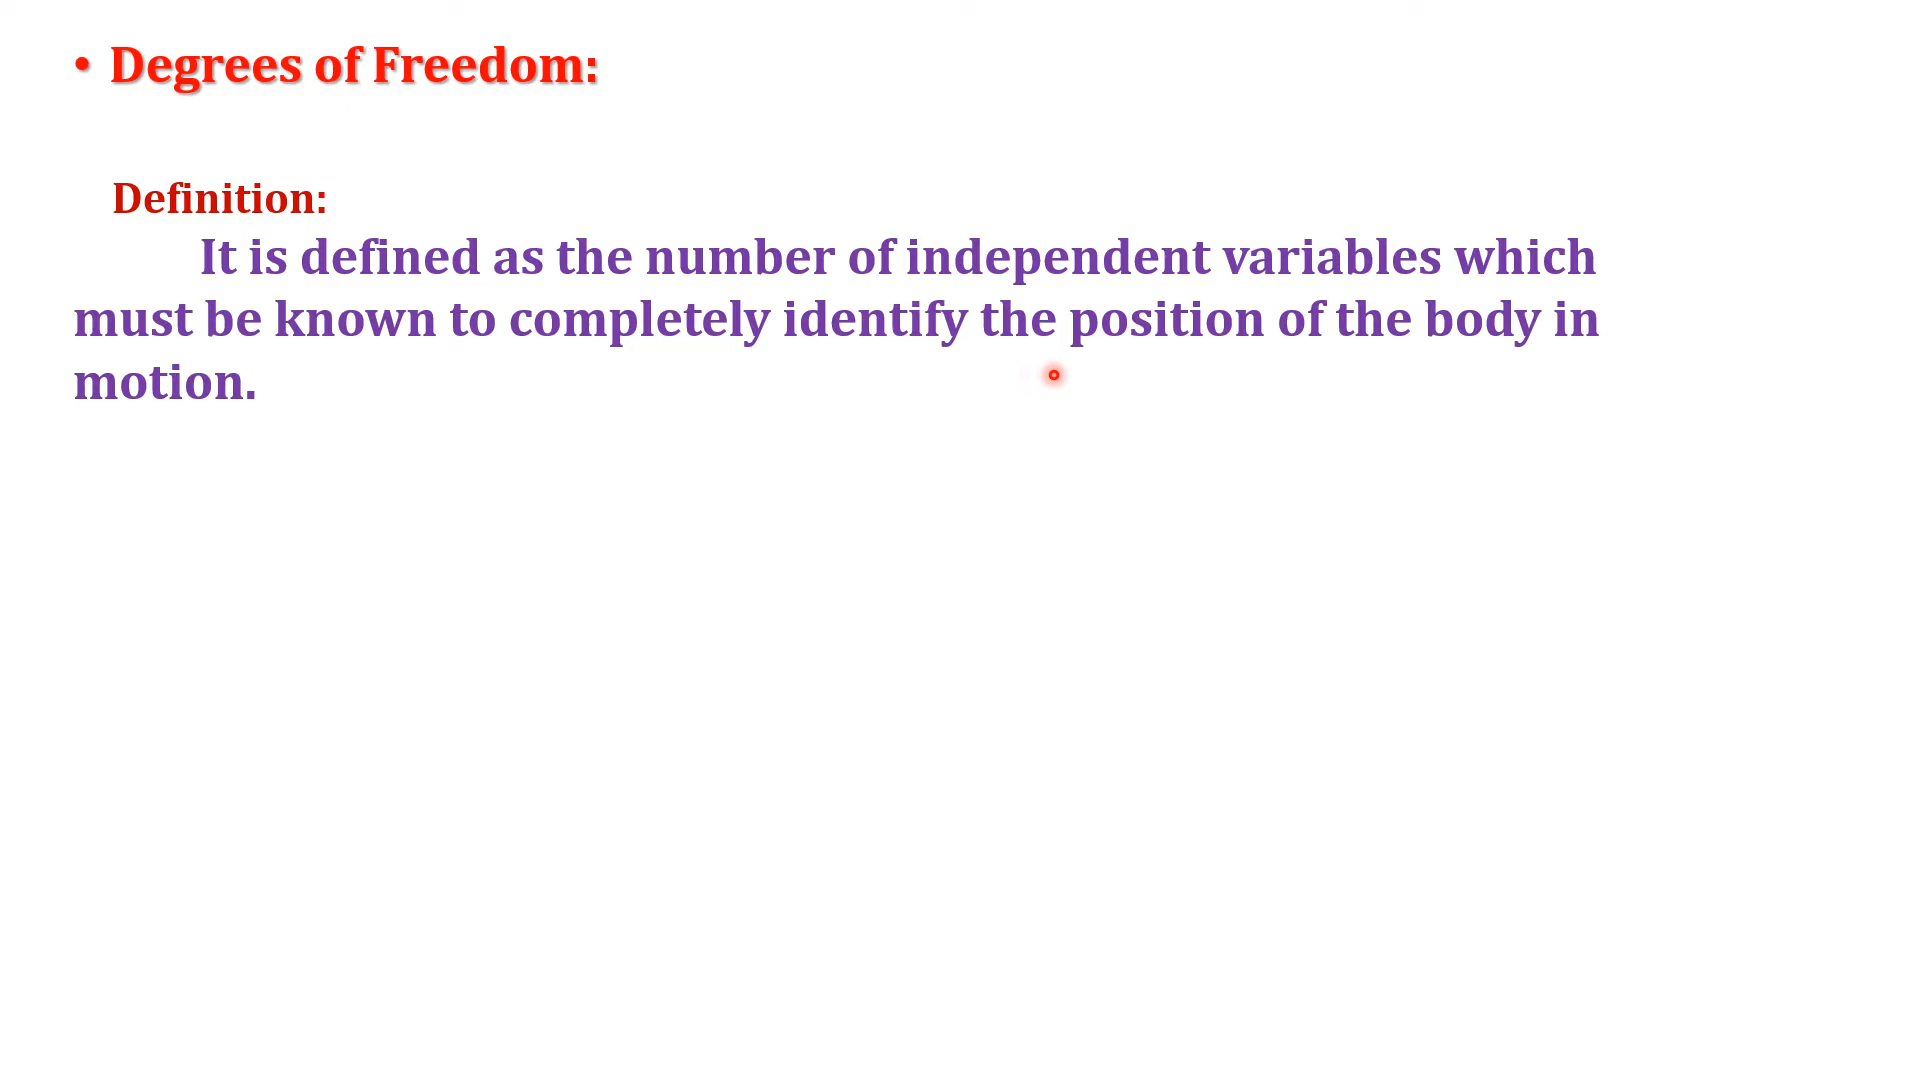 • Degrees of Freedom:
Definition:
It is defined as the number of independent variables which
must be known to completely identify the position of the body in
motion.